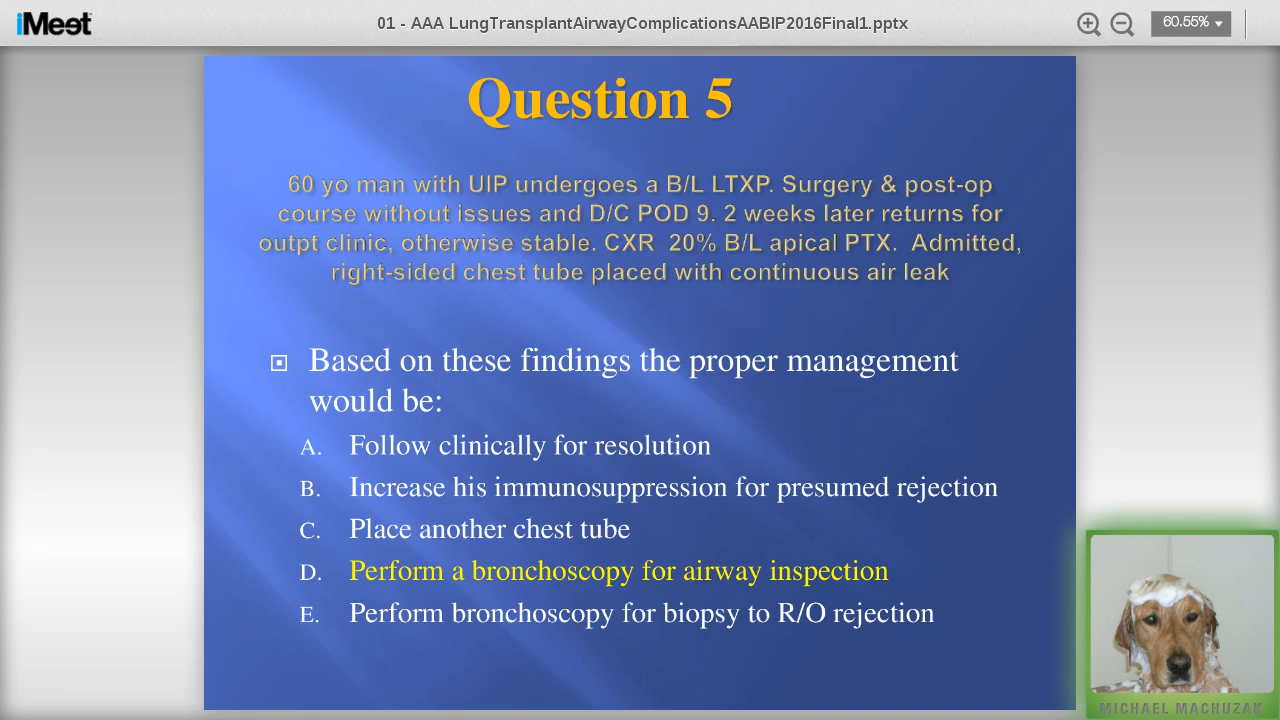 iMeet
01 - AAA LungTransplantAirwayComplicationsAABIP2016Final1.pptx
60.55%
Question 5
60 yo man with UIP undergoes a B/L LTXP. Surgery & post-op
course without issues and D/C POD 9. 2 weeks later returns for
outpt clinic, otherwise stable. CXR  20% B/L apical PTX.  Admitted,
right-sided chest tube placed with continuous air leak
Based on these findings the proper management
would be:
A. Follow clinically for resolution
B. Increase his immunosuppression for presumed rejection
C. Place another chest tube
D. Perform a bronchoscopy for airway inspection
E. Perform bronchoscopy for biopsy to R/O rejection
MICHAEL MACHUZAK